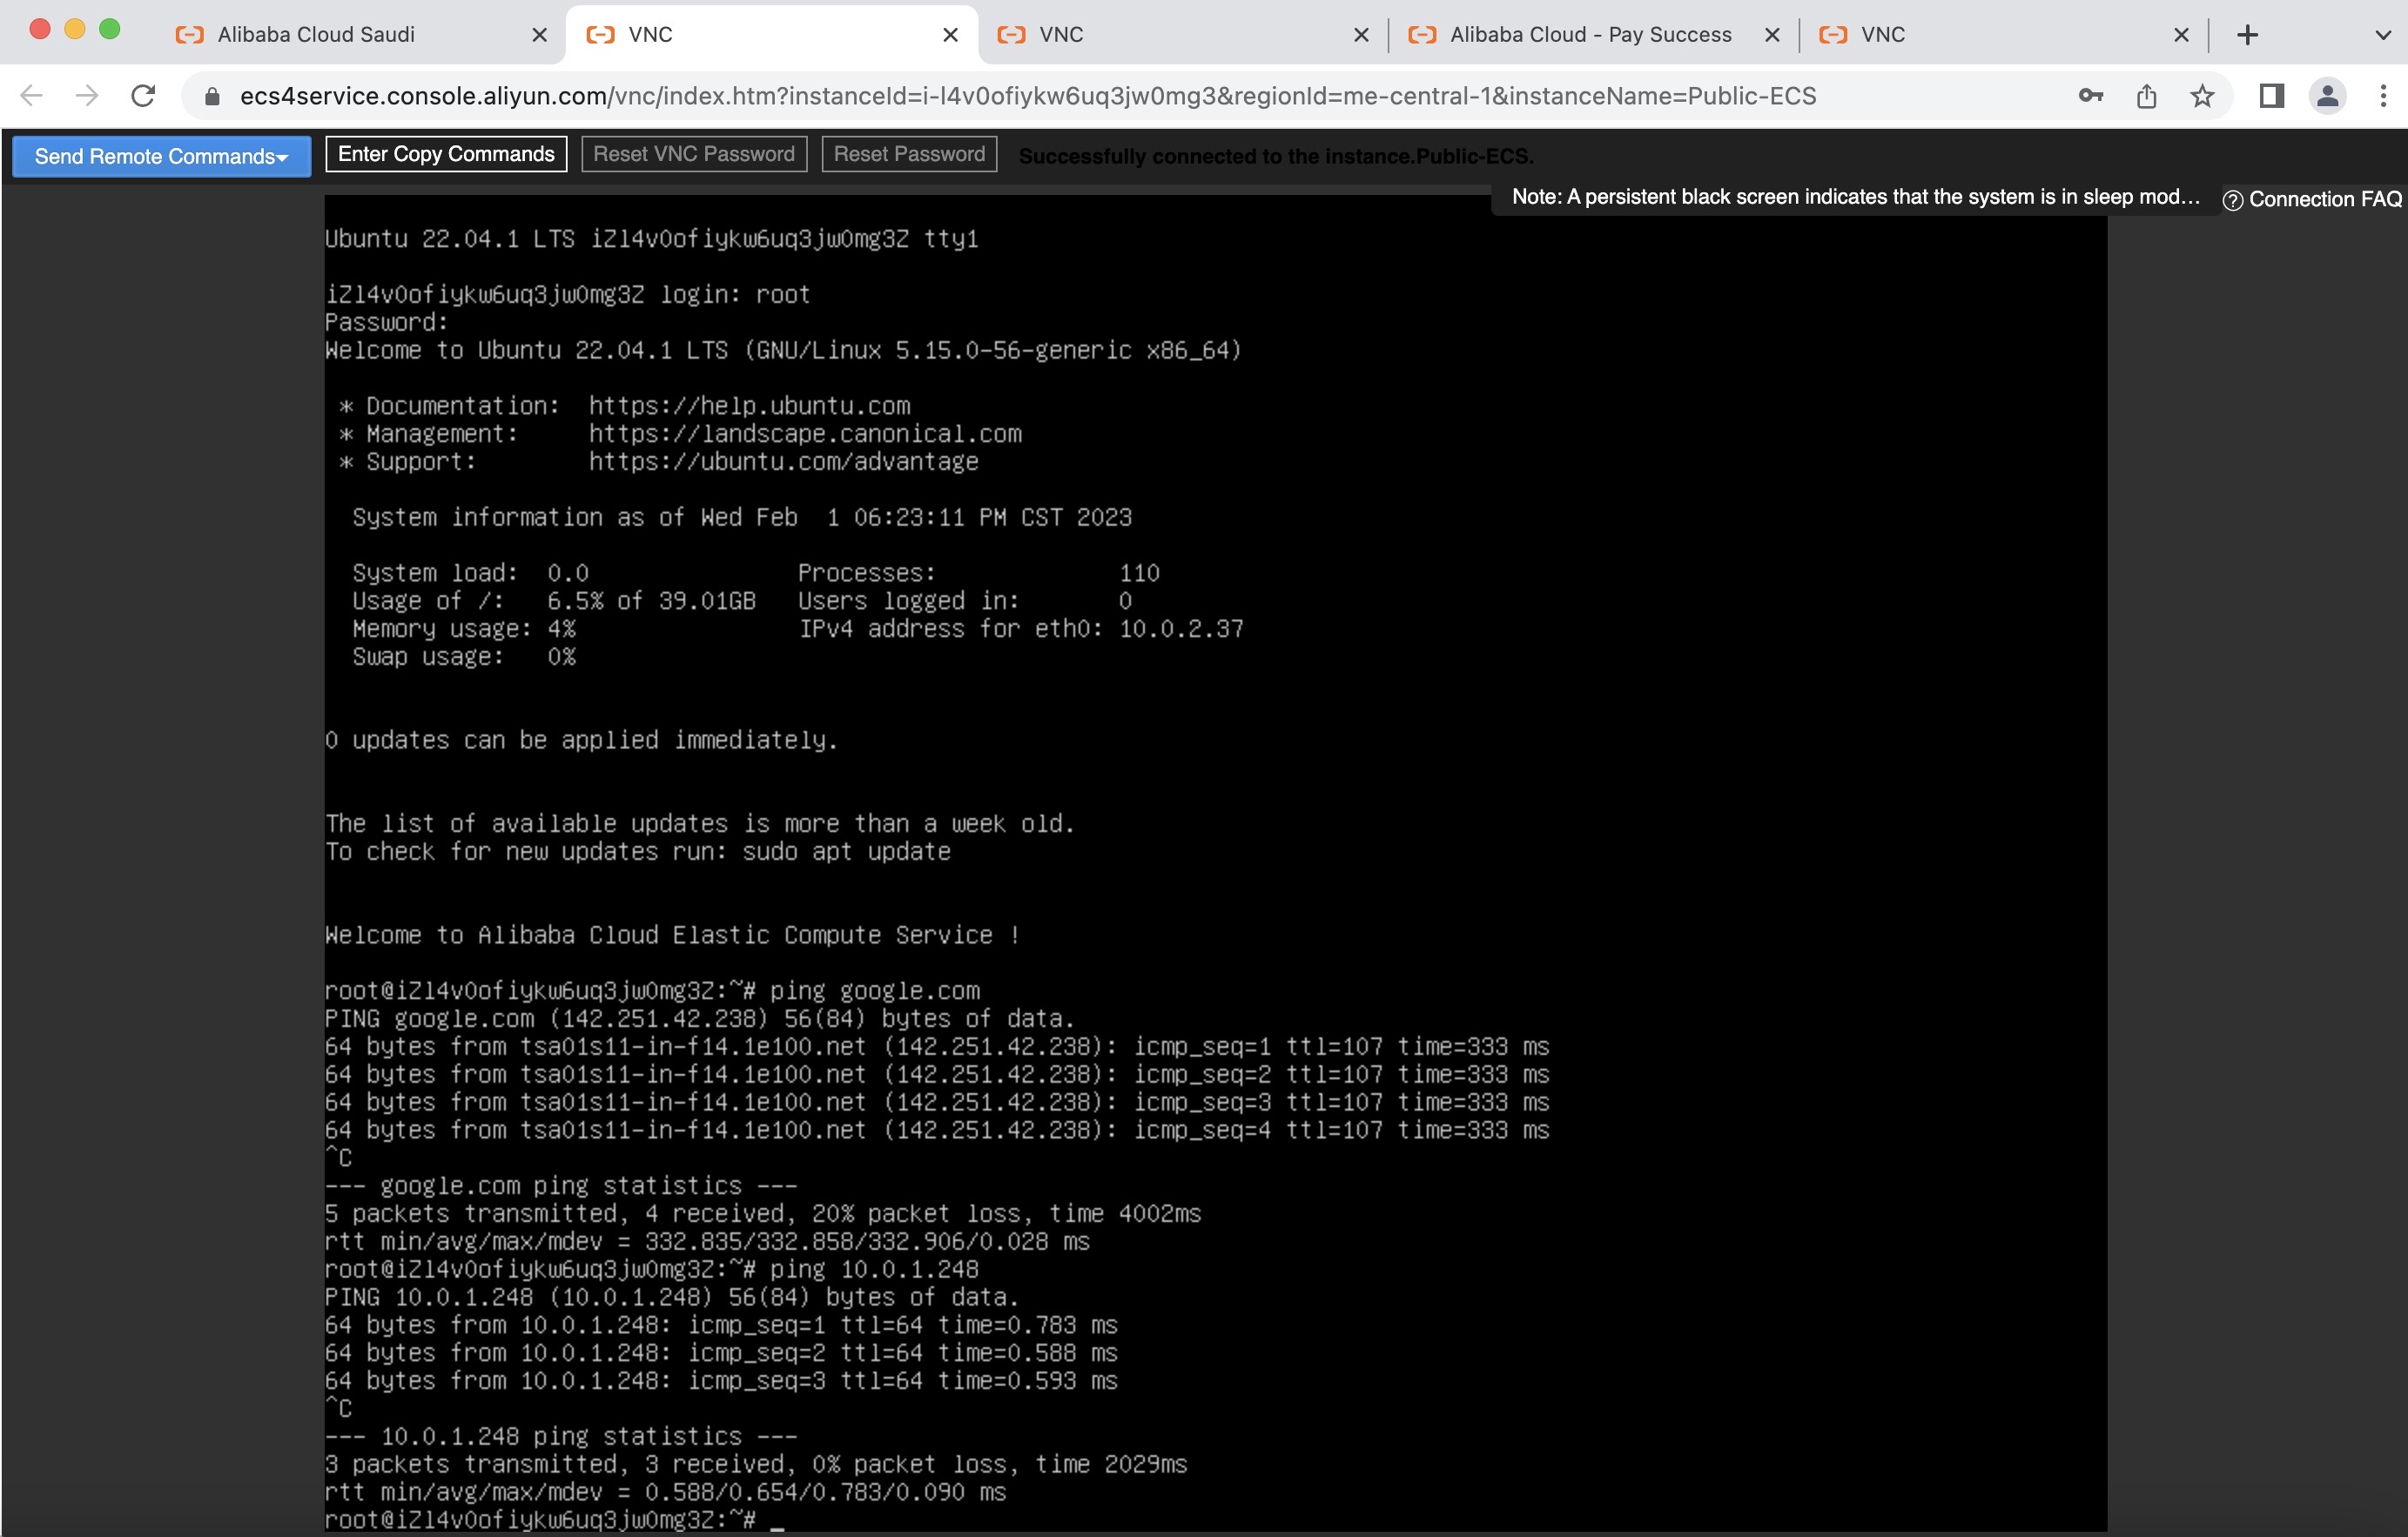 Alibaba Cloud Saudi
VNC
VNC
Alibaba Cloud - Pay Success
VNC
ecs4service.console.aliyun.com/vnc/index.htm?instanceId=i-l4v0ofiykw6uq3jw0mg3&regionId=me-central-1&instanceName=Public-ECS
Send Remote Commands
Enter Copy Commands
Reset VNC Password
Reset Password
Successfully connected to the instance.Public-ECS.
Note: A persistent black screen indicates that the system is in sleep mod...
? Connection FAQ
Ubuntu 22.04.1 LTS iZl4v0ofiykw6uq3jw0mg3Z tty1
iZl4v0ofiykw6uq3jw0mg3Z login: root
Password:
Welcome to Ubuntu 22.04.1 LTS (GNU/Linux 5.15.0-56-generic x86_64)
* Documentation:  https://help.ubuntu.com
* Management:     https://landscape.canonical.com
* Support:        https://ubuntu.com/advantage
System information as of Wed Feb  1 06:23:11 PM CST 2023
System load:  0.0               Processes:             110
Usage of /:   6.5% of 39.01GB   Users logged in:       0
Memory usage: 4%                IPv4 address for eth0: 10.0.2.37
Swap usage:   0%
0 updates can be applied immediately.
The list of available updates is more than a week old.
To check for new updates run: sudo apt update
Welcome to Alibaba Cloud Elastic Compute Service !
root@iZl4v0ofiykw6uq3jw0mg3Z:~# ping google.com
PING google.com (142.251.42.238) 56(84) bytes of data.
64 bytes from tsa01s11-in-f14.1e100.net (142.251.42.238): icmp_seq=1 ttl=107 time=333 ms
64 bytes from tsa01s11-in-f14.1e100.net (142.251.42.238): icmp_seq=2 ttl=107 time=333 ms
64 bytes from tsa01s11-in-f14.1e100.net (142.251.42.238): icmp_seq=3 ttl=107 time=333 ms
64 bytes from tsa01s11-in-f14.1e100.net (142.251.42.238): icmp_seq=4 ttl=107 time=333 ms
^C
--- google.com ping statistics ---
5 packets transmitted, 4 received, 20% packet loss, time 4002ms
rtt min/avg/max/mdev = 332.835/332.858/332.906/0.028 ms
root@iZl4v0ofiykw6uq3jw0mg3Z:~# ping 10.0.1.248
PING 10.0.1.248 (10.0.1.248) 56(84) bytes of data.
64 bytes from 10.0.1.248: icmp_seq=1 ttl=64 time=0.783 ms
64 bytes from 10.0.1.248: icmp_seq=2 ttl=64 time=0.588 ms
64 bytes from 10.0.1.248: icmp_seq=3 ttl=64 time=0.593 ms
^C
--- 10.0.1.248 ping statistics ---
3 packets transmitted, 3 received, 0% packet loss, time 2029ms
rtt min/avg/max/mdev = 0.588/0.654/0.783/0.090 ms
root@iZl4v0ofiykw6uq3jw0mg3Z:~# _